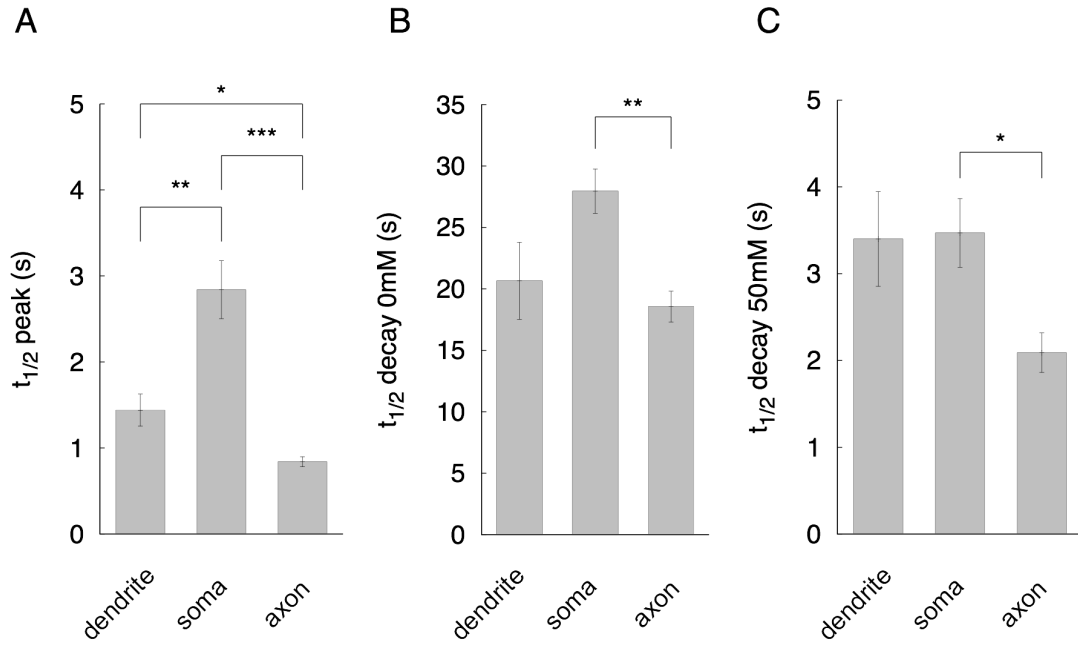 A
B
C
t1/2 peak (s)
5
4
3
2
1
0
*
***
**
dendrite
soma
axon
t1/2 decay 0mM (s)
35
30
25
20
15
10
5
0
**
dendrite
soma
axon
t1/2 decay 50mM (s)
5
4
3
2
1
0
*
dendrite
soma
axon